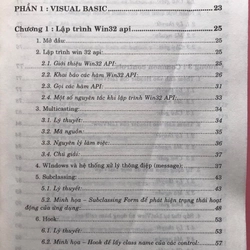 PHẦN 1 : VISUAL BASIC 23
Chương 1 : Lập trình Win32 api 25
1. Mở đầu: 25
2. Lập trình win 32 api: 25
2.1. Giới thiệu Win32 API: 25
2.2. Khai báo các hàm API: 25
2.3. Gọi các hàm API: 31
2.4. Một số nguyên tắc khi lập trình Win32 API: 33
3. Multicasting: 34
3.1. Lý thuyết: 34
3.2. Mã nguồn: 35
3.3. Nguyên lý làm việc: 37
3.4. Chú giải: 37
4. Windows và hệ thống xử lý thông điệp (message): 37
5. Subclassing: 43
5.1. Lý thuyết: 43
5.2. Minh họa – Subclassing Form để phát hiện trạng thái hoạt
động của ứng dụng: 46
6. Hook: 53
6.1. Lý thuyết: 53
6.2. Minh họa – Hook để lấy class name của các control: 57